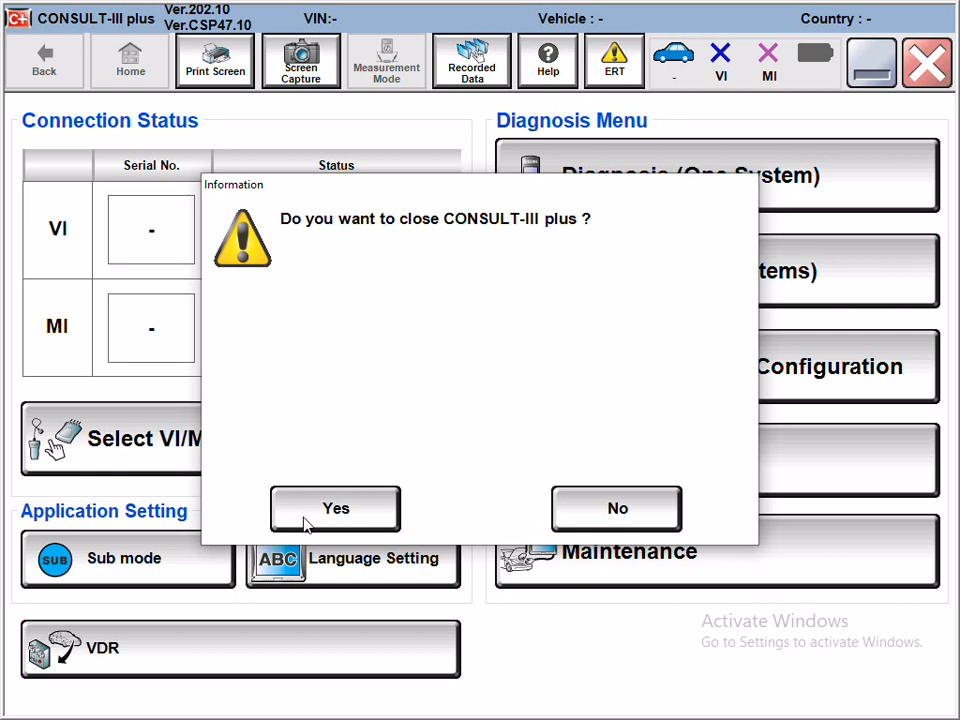 C+ CONSULT-III plus
Ver.202.10
Ver.CSP47.10
VIN:-
Vehicle : -
Country : -
Back
Home
Print Screen
Screen
Capture
Measurement
Mode
Recorded
Data
Help
ERT
-
VI
MI
Connection Status
Serial No.
Status
VI
-
MI
-
Select VI/M
Application Setting
SUB
Sub mode
ABC
Language Setting
VDR
Diagnosis Menu
Diagnosis (One System)
tems)
Configuration
Maintenance
Information
Do you want to close CONSULT-III plus ?
Yes
No
Activate Windows
Go to Settings to activate Windows.